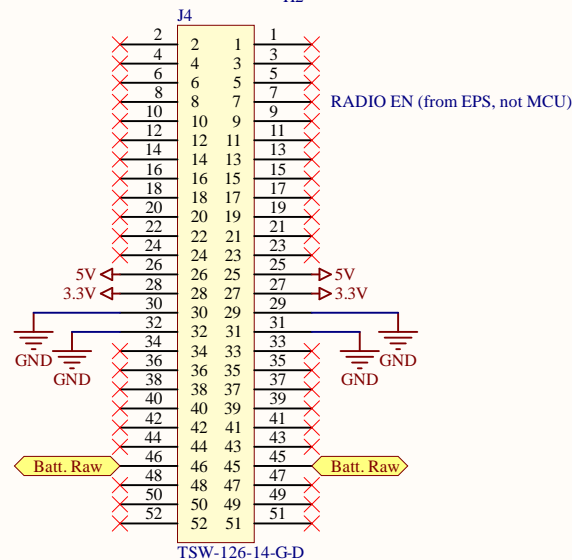 J4
2 2 1 1
4 4 3 3
6 6 5 5
8 8 7 7 RADIO EN (from EPS, not MCU)
10 10 9 9
12 12 11 11
14 14 13 13
16 16 15 15
18 18 17 17
20 20 19 19
22 22 21 21
24 24 23 23
5V 26 26 25 25 5V
3.3V 28 28 27 27 3.3V
30 30 29 29
32 32 31 31
GND GND
GND GND
34 34 33 33
36 36 35 35
38 38 37 37
40 40 39 39
42 42 41 41
44 44 43 43
Batt. Raw 46 46 45 45 Batt. Raw
48 48 47 47
50 50 49 49
52 52 51 51
TSW-126-14-G-D